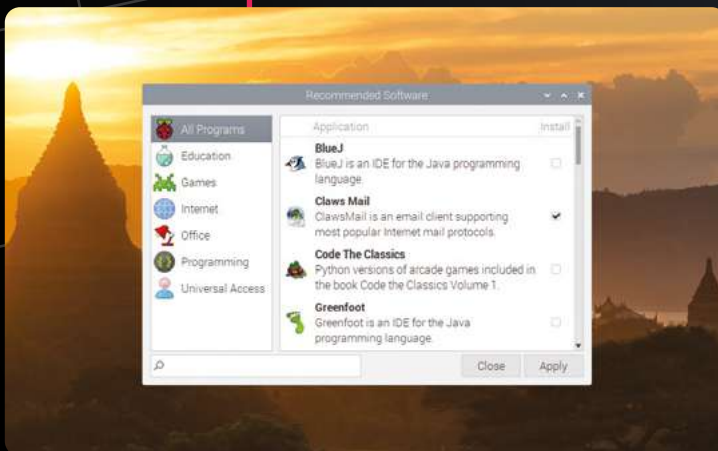 Recommended Software
All Programs
Education
Games
Internet
Office
Programming
Universal Access
Application Install
BlueJ
BlueJ is an IDE for the Java programming
language.
Claws Mail
ClawsMail is an email client supporting
most popular Internet mail protocols.
Code The Classics
Python versions of arcade games included in
the book Code the Classics Volume 1.
Greenfoot
Greenfoot is an IDE for the Java
programming language.
Close Apply